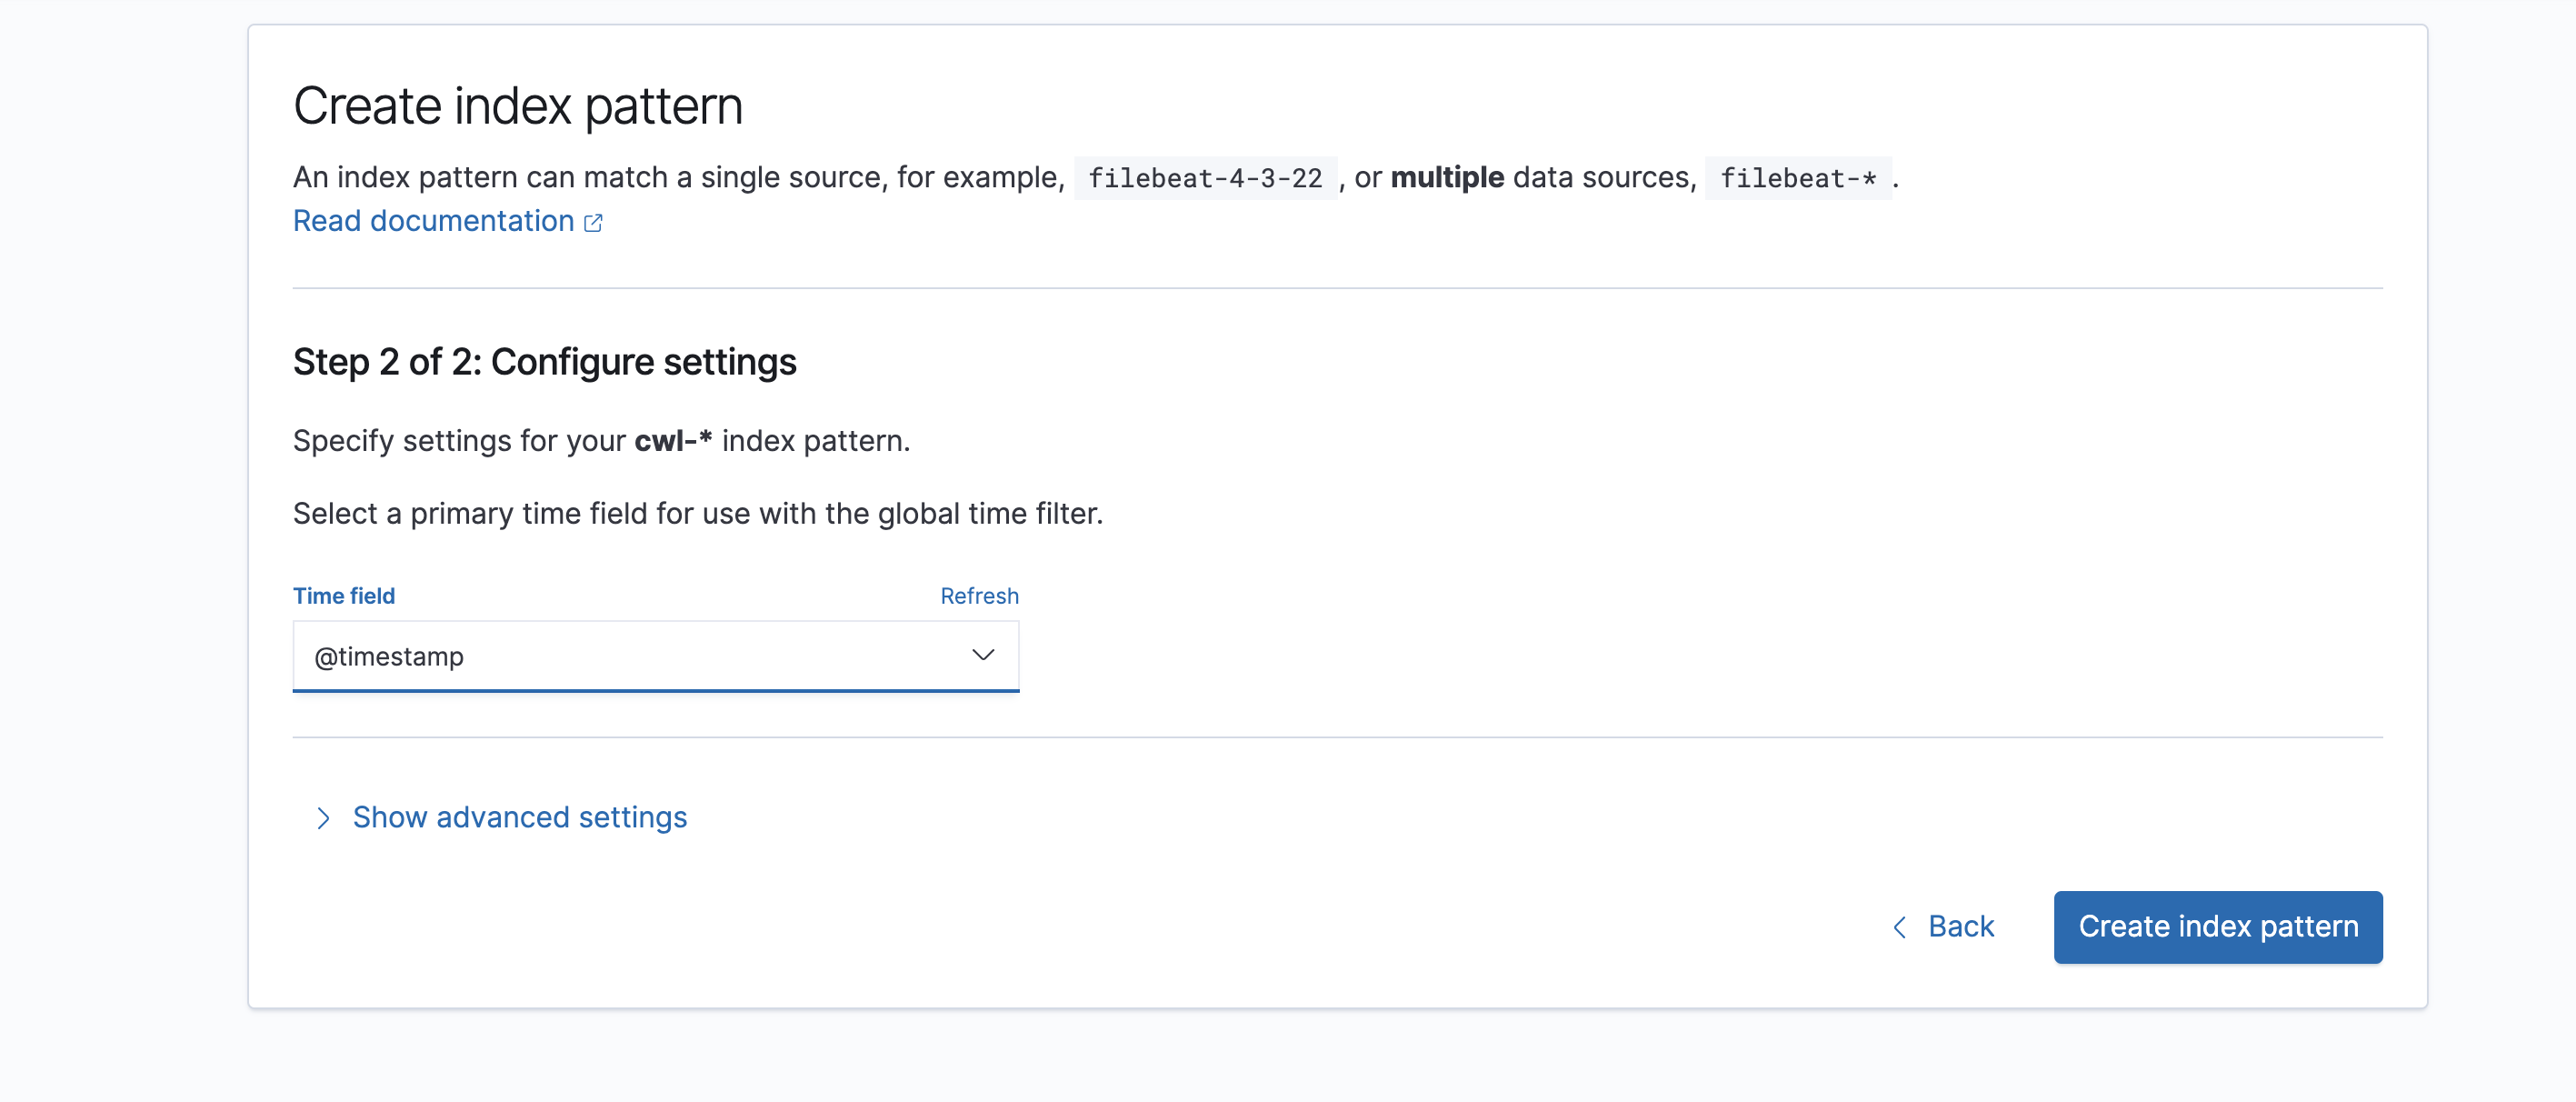 Create index pattern
An index pattern can match a single source, for example, filebeat-4-3-22 , or multiple data sources, filebeat-* .
Read documentation
Step 2 of 2: Configure settings
Specify settings for your cwl-* index pattern.
Select a primary time field for use with the global time filter.
Time field Refresh
@timestamp
Show advanced settings
Back Create index pattern